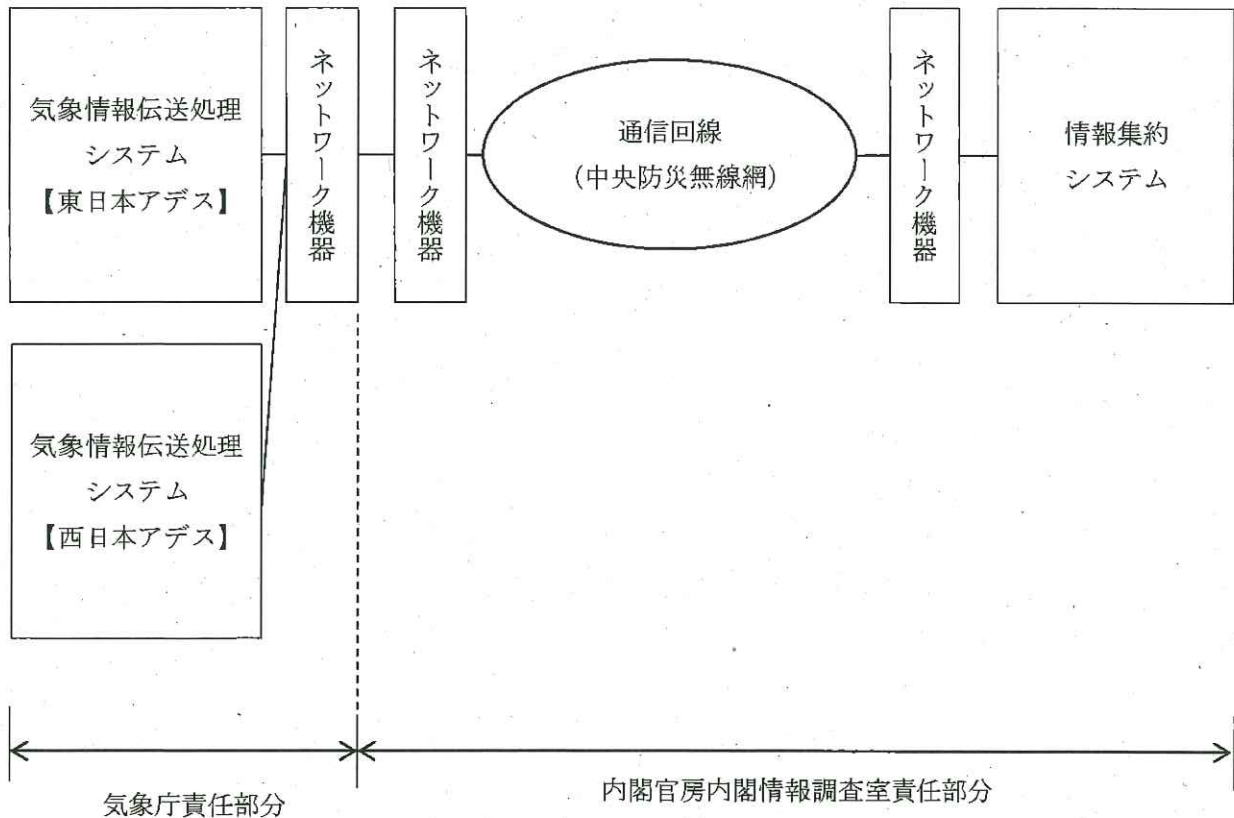 気象情報伝送処理
システム
【東日本アデス】
ネットワーク機器
ネットワーク機器
通信回線
(中央防災無線網)
ネットワーク機器
情報集約
システム
気象情報伝送処理
システム
【西日本アデス】
気象庁責任部分
内閣官房内閣情報調査室責任部分